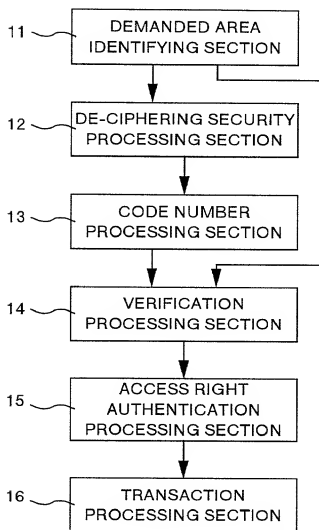 11
DEMANDED AREA
IDENTIFYING SECTION
12
DE-CIPHERING SECURITY
PROCESSING SECTION
13
CODE NUMBER
PROCESSING SECTION
14
VERIFICATION
PROCESSING SECTION
15
ACCESS RIGHT
AUTHENTICATION
PROCESSING SECTION
16
TRANSACTION
PROCESSING SECTION